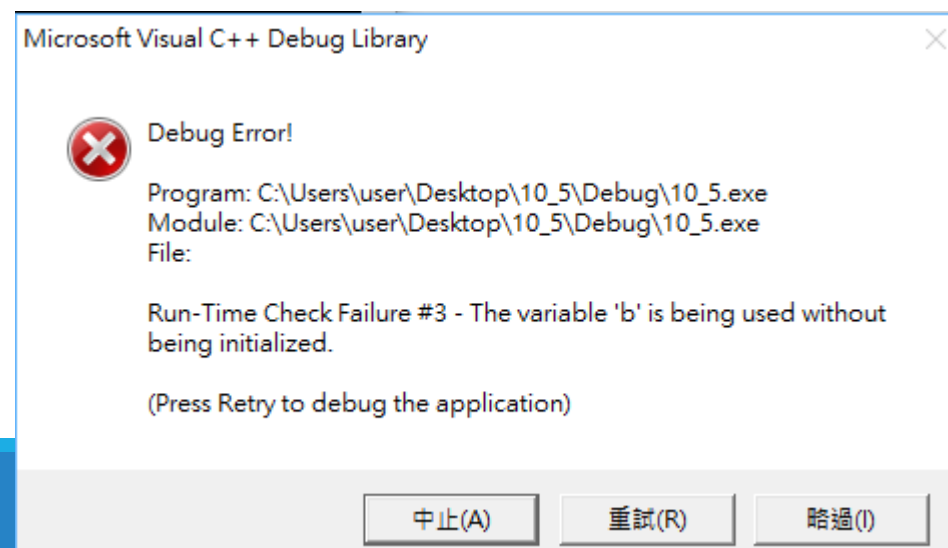 Microsoft Visual C++ Debug Library
Debug Error!
Program: C:\Users\user\Desktop\10_5\Debug\10_5.exe
Module: C:\Users\user\Desktop\10_5\Debug\10_5.exe
File:
Run-Time Check Failure #3 - The variable 'b' is being used without
being initialized.
(Press Retry to debug the application)
中止(A)
重試(R)
略過(I)